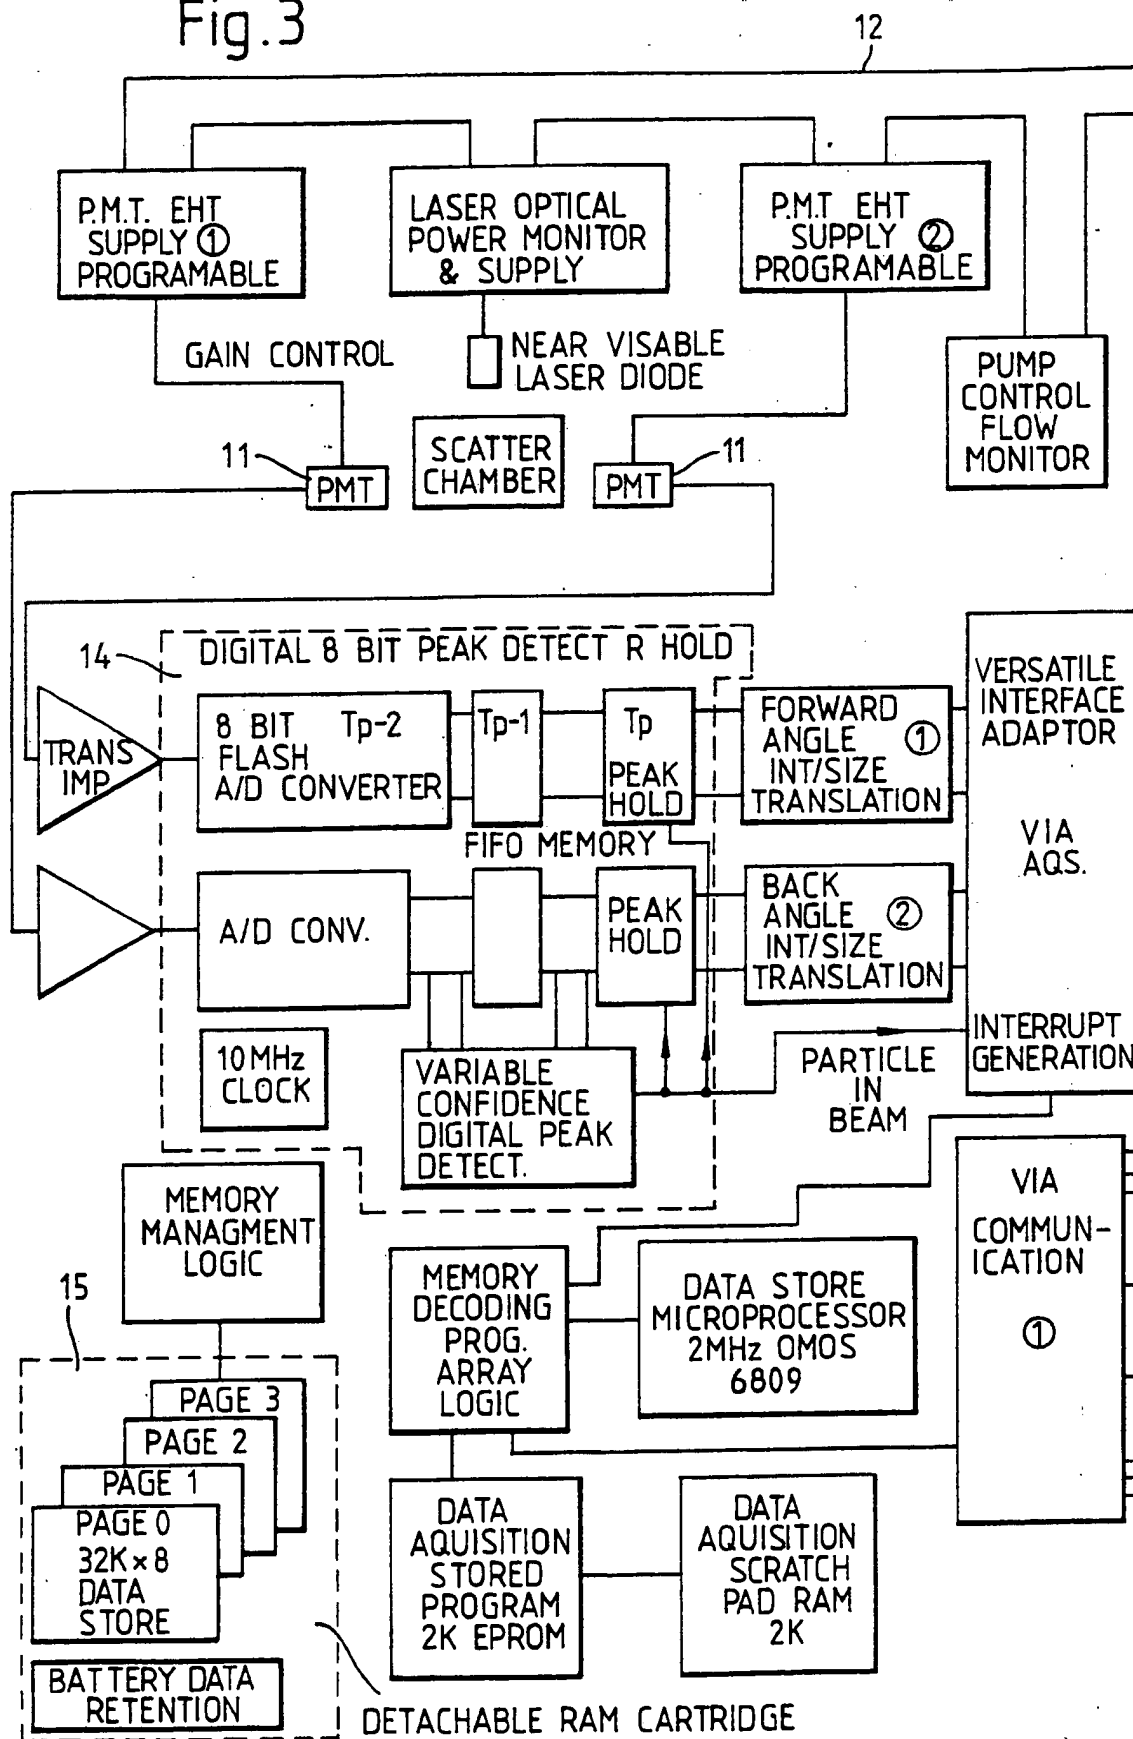 Fig.3
12
P.M.T. EHT
SUPPLY ①
PROGRAMABLE
LASER OPTICAL
POWER MONITOR
& SUPPLY
P.M.T EHT
SUPPLY ②
PROGRAMABLE
GAIN CONTROL
NEAR VISABLE
LASER DIODE
PUMP
CONTROL
FLOW
MONITOR
11
PMT
SCATTER
CHAMBER
PMT
11
14
DIGITAL 8 BIT PEAK DETECT R HOLD
TRANS
IMP
8 BIT Tp-2
FLASH
A/D CONVERTER
Tp-1
Tp
PEAK
HOLD
FORWARD
ANGLE ①
INT/SIZE
TRANSLATION
VERSATILE
INTERFACE
ADAPTOR
VIA
AQS.
INTERRUPT
GENERATION
FIFO MEMORY
A/D CONV.
PEAK
HOLD
BACK
ANGLE ②
INT/SIZE
TRANSLATION
10MHz
CLOCK
VARIABLE
CONFIDENCE
DIGITAL PEAK
DETECT.
PARTICLE
IN
BEAM
MEMORY
MANAGMENT
LOGIC
VIA
COMMUN-
ICATION
①
15
MEMORY
DECODING
PROG.
ARRAY
LOGIC
DATA STORE
MICROPROCESSOR
2MHz OMOS
6809
PAGE 3
PAGE 2
PAGE 1
PAGE 0
32K×8
DATA
STORE
DATA
AQUISITION
STORED
PROGRAM
2K EPROM
DATA
AQUISITION
SCRATCH
PAD RAM
2K
BATTERY DATA
RETENTION
DETACHABLE RAM CARTRIDGE